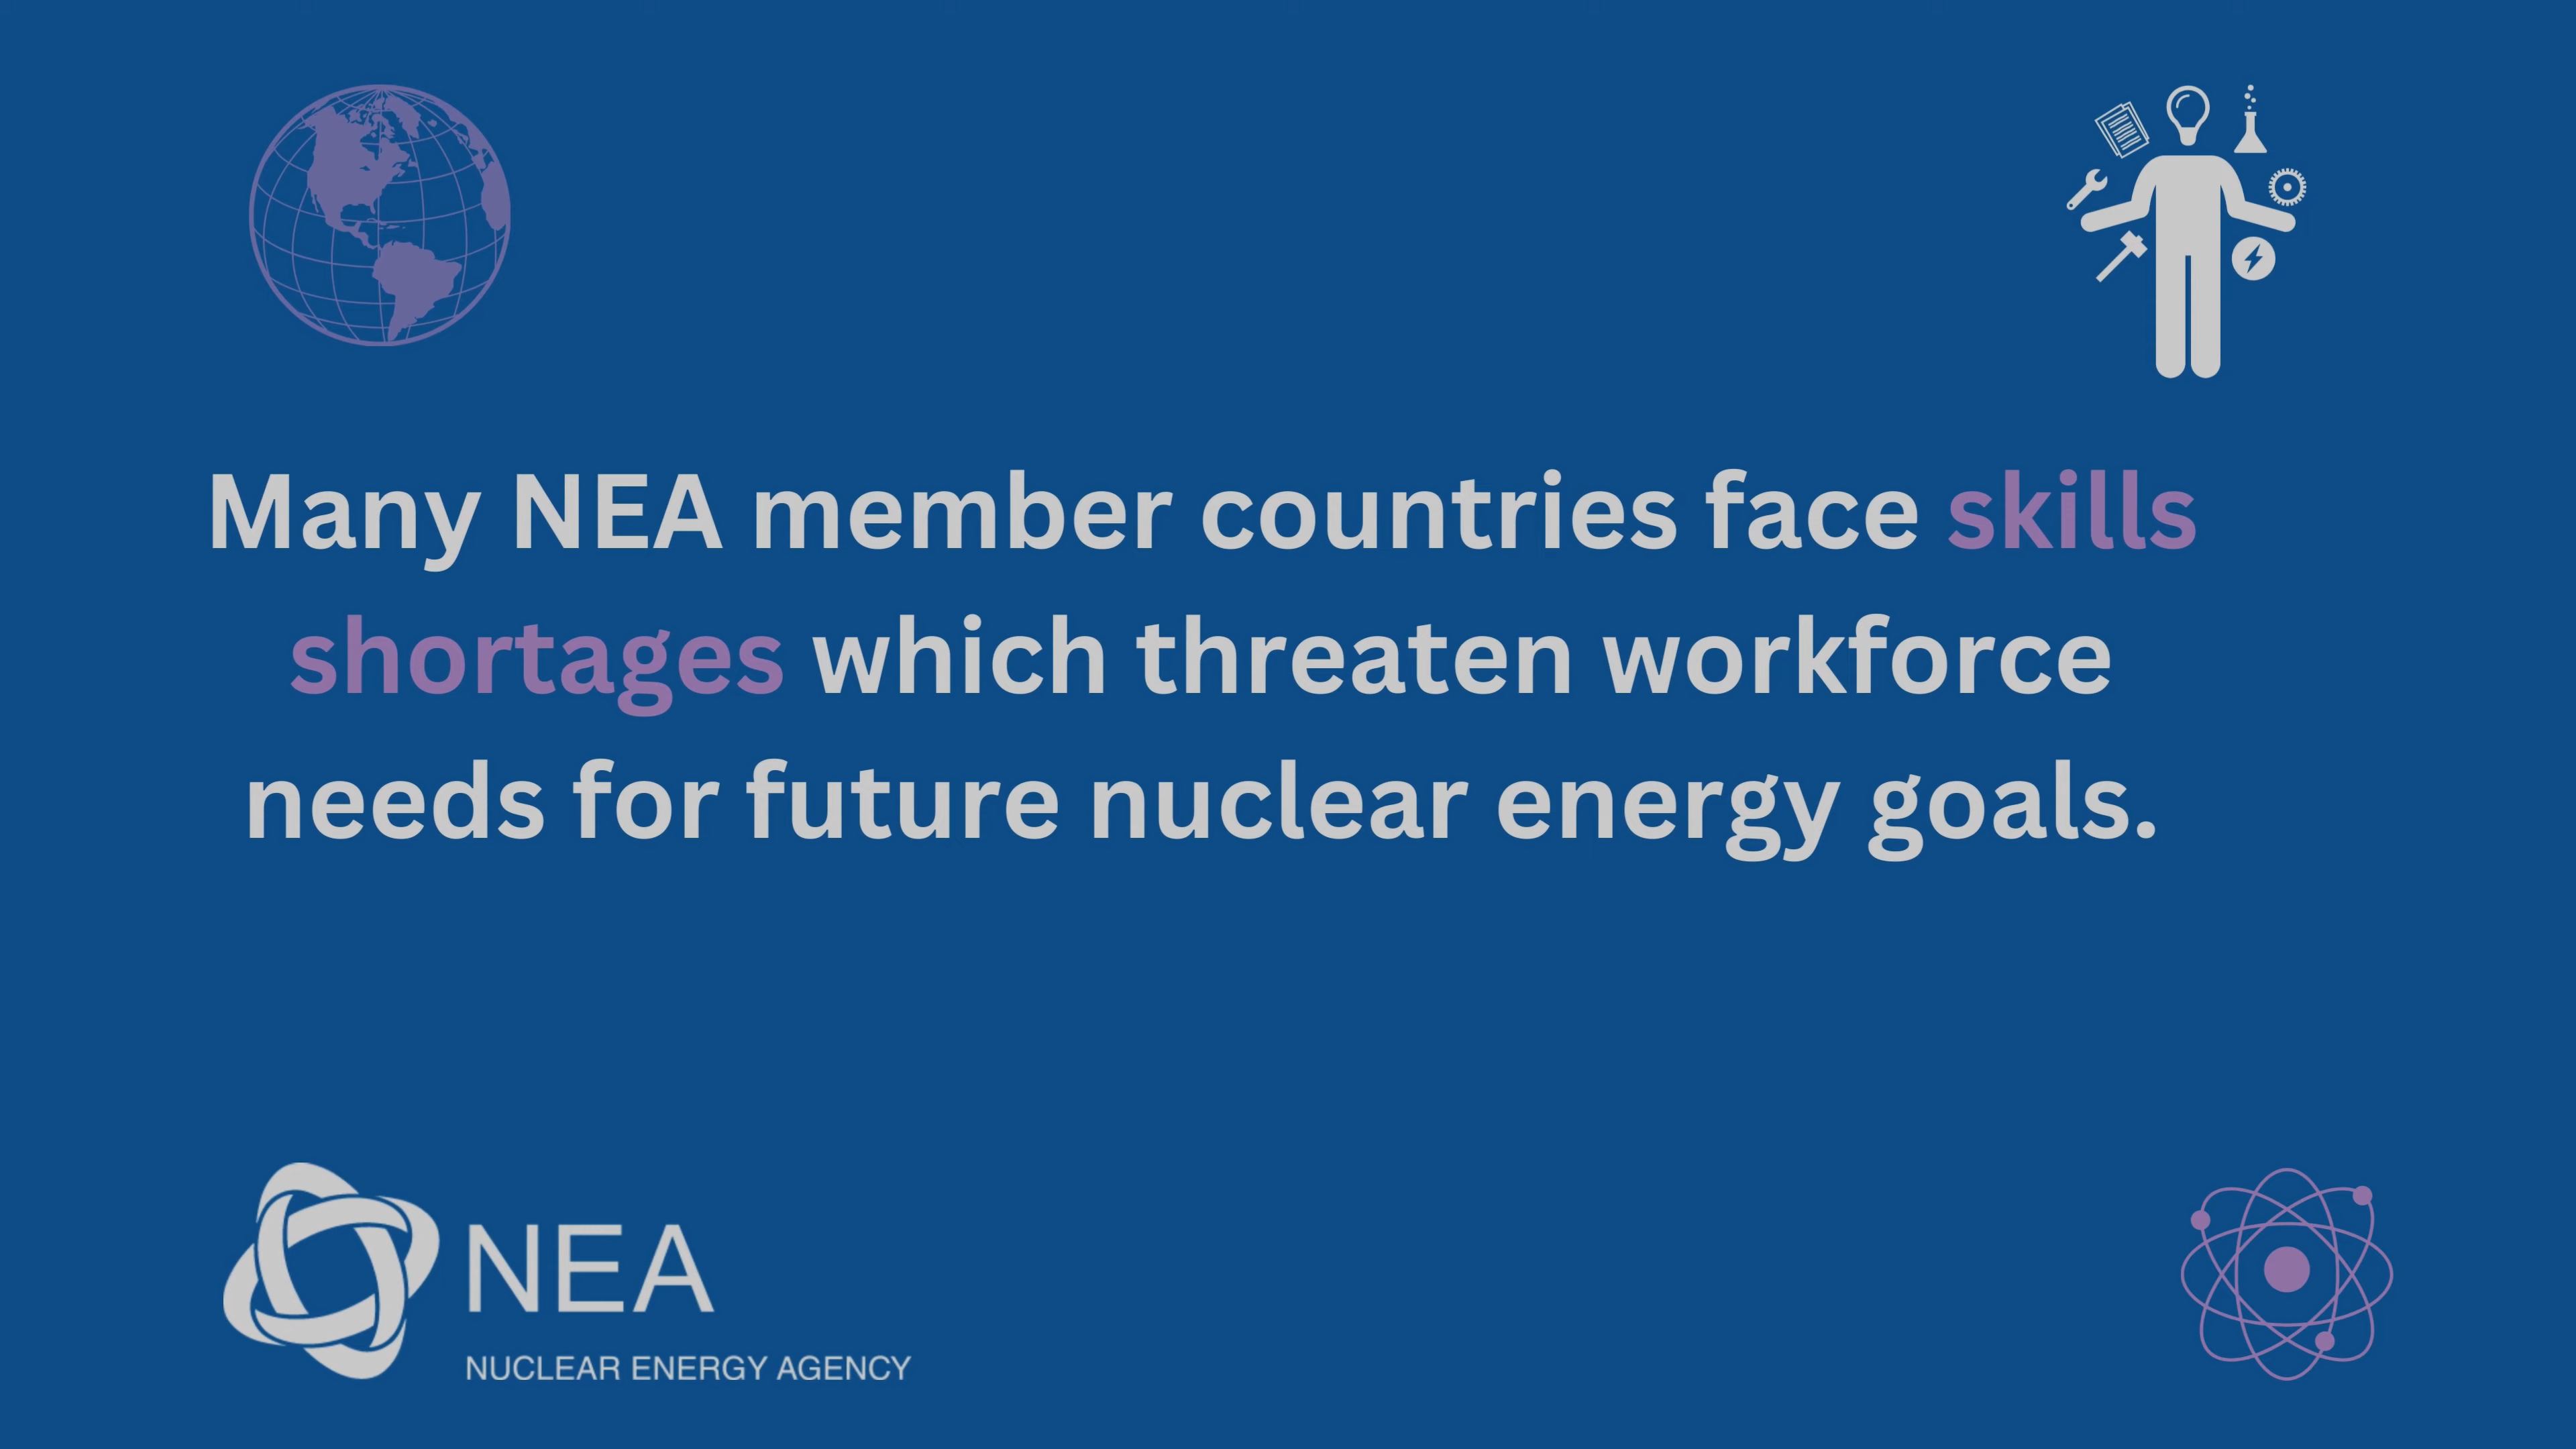 Many NEA member countries face skills
shortages which threaten workforce
needs for future nuclear energy goals.
NEA
NUCLEAR ENERGY AGENCY